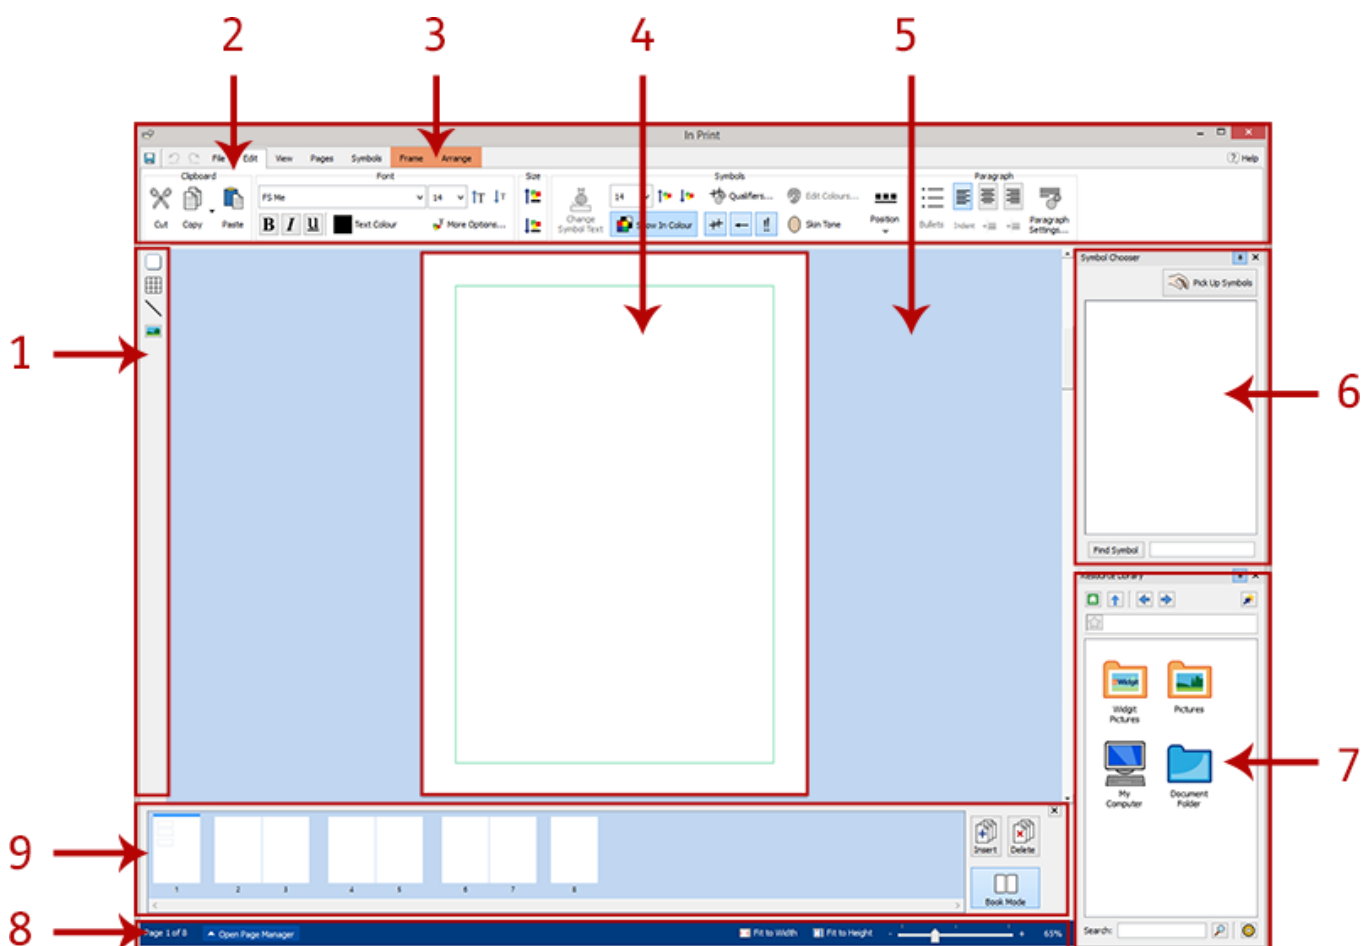 2 3 4 5
In Print
File Edit View Pages Symbols Frame Arrange Help
Clipboard Font Size Symbols Paragraph
FS Me 14 14 Qualifiers... Edit Colours...
Cut Copy Paste B I U Text Colour More Options... Change Symbol Text Show In Colour Skin Tone Position Bullets Indent Paragraph Settings...
Symbol Chooser
Pick Up Symbols
1
6
Find Symbol
Resource Library
Widgit Pictures
Pictures
7
My Computer
Document Folder
9
Insert Delete
1 2 3 4 5 6 7 8
Book Mode
8
Page 1 of 8 Open Page Manager Fit to Width Fit to Height - + 65%
Search: